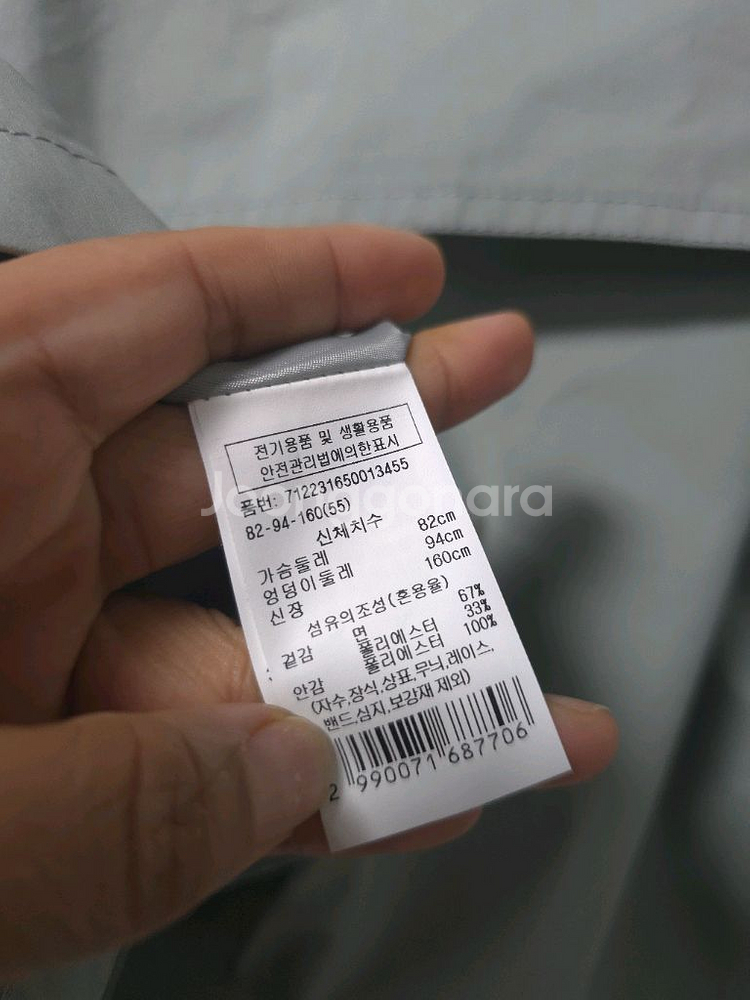 전기용품 및 생활용품
안전관리법에의한표시
품번: 712231650013455
82-94-160(55)
신체치수
가슴둘레 82cm
엉덩이둘레 94cm
신장 160cm
섬유의조성(혼용율)
겉감 면 67%
폴리에스터 33%
안감 폴리에스터 100%
(자수,장식,상표,무늬,레이스,
밴드,심지,보강재 제외)
2 990071 687706
Joonggonara